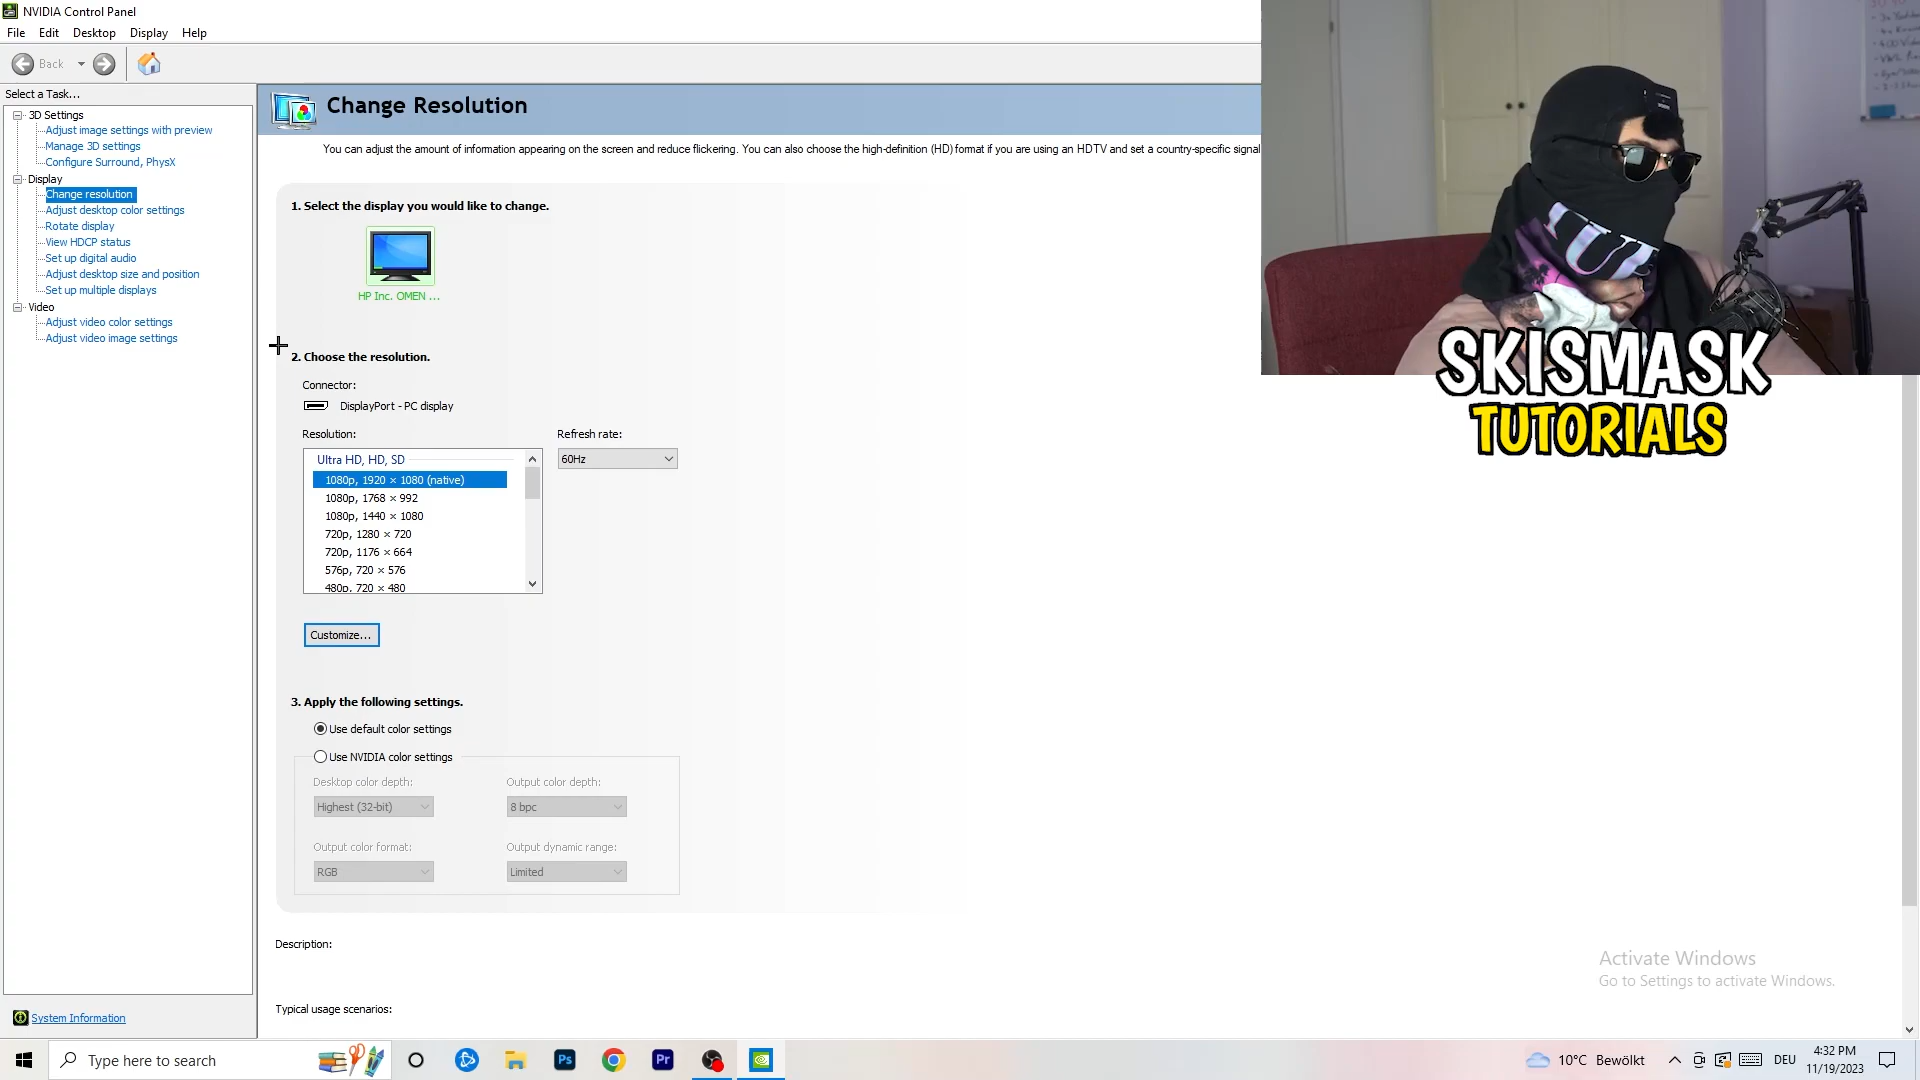 NVIDIA Control Panel
File Edit Desktop Display Help
Back
Select a Task...
3D Settings
Adjust image settings with preview
Manage 3D settings
Configure Surround, PhysX
Display
Change resolution
Adjust desktop color settings
Rotate display
View HDCP status
Set up digital audio
Adjust desktop size and position
Set up multiple displays
Video
Adjust video color settings
Adjust video image settings
System Information
Change Resolution
You can adjust the amount of information appearing on the screen and reduce flickering. You can also choose the high-definition (HD) format if you are using an HDTV and set a country-specific signal
1. Select the display you would like to change.
HP Inc. OMEN ...
2. Choose the resolution.
Connector:
DisplayPort - PC display
Resolution:
Refresh rate:
60Hz
Ultra HD, HD, SD
1080p, 1920 × 1080 (native)
1080p, 1768 × 992
1080p, 1440 × 1080
720p, 1280 × 720
720p, 1176 × 664
576p, 720 × 576
480p, 720 × 480
Customize...
3. Apply the following settings.
Use default color settings
Use NVIDIA color settings
Desktop color depth:
Output color depth:
Highest (32-bit)
8 bpc
Output color format:
Output dynamic range:
RGB
Limited
Description:
Typical usage scenarios:
SKISMASK
TUTORIALS
Activate Windows
Go to Settings to activate Windows.
Type here to search
Ps
Pr
10°C Bewölkt
DEU
4:32 PM
11/19/2023